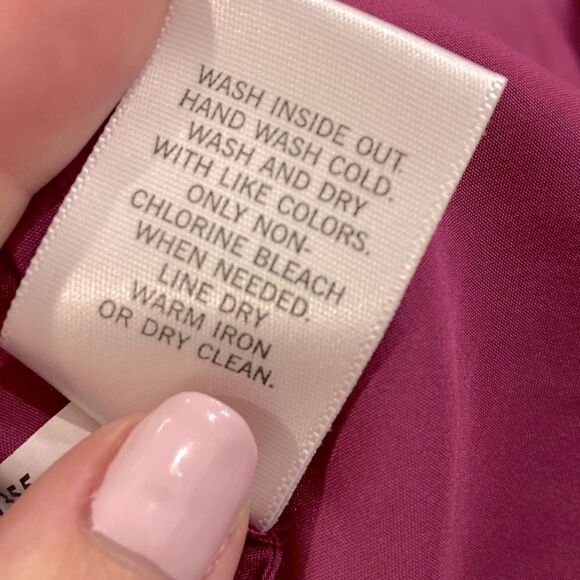 WASH INSIDE OUT.
HAND WASH COLD.
WASH AND DRY
WITH LIKE COLORS.
ONLY NON-
CHLORINE BLEACH
WHEN NEEDED.
LINE DRY
WARM IRON
OR DRY CLEAN.